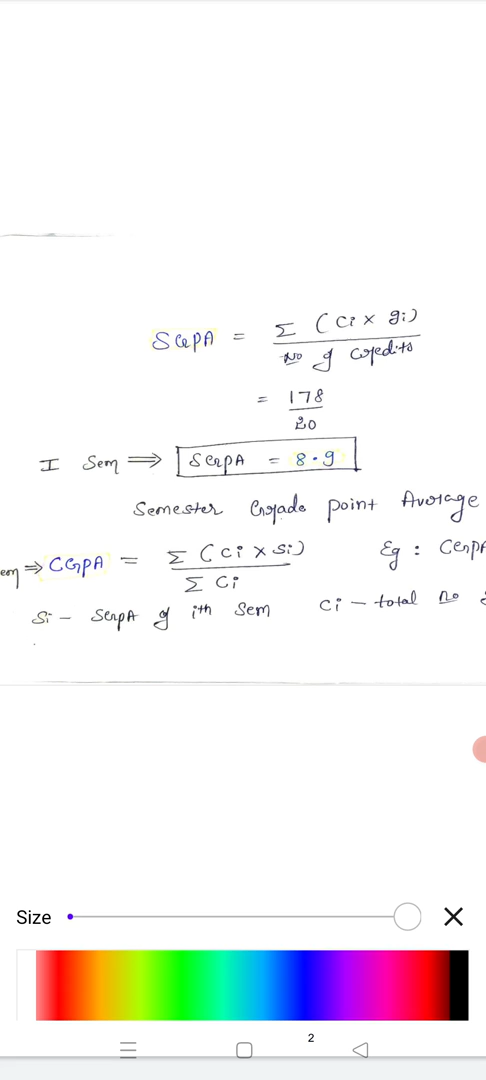 SGPA = Σ (Ci x gi)
No of credits
= 178
20
I Sem ⇒ SGPA = 8.9
Semester Grade point Average
em ⇒ CGPA = Σ (Ci x Si)
Σ Ci
Eg : CGPA
Si - SGPA of ith Sem
Ci - total no
Size
2